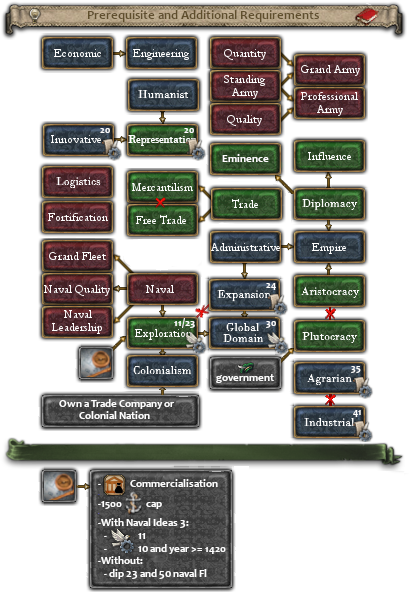 Prerequisite and Additional Requirements
Economic
Engineering
Quantity
Standing
Army
Quality
Grand Army
Professional
Army
Humanist
20
Innovative
20
Representation
Eminence
Influence
Logistics
Fortification
Mercantilism
Free Trade
Trade
Diplomacy
Grand Fleet
Naval Quality
Naval
Leadership
Naval
Administrative
Empire
24
Expansion
Aristocracy
11/23
Exploration
30
Global
Domain
Plutocracy
Colonialism
government
35
Agrarian
Own a Trade Company or
Colonial Nation
41
Industrial
- Commercialisation
-1500 cap
-With Naval Ideas 3:
- 11
- 10 and year >= 1420
-Without:
- dip 23 and 50 naval Fl